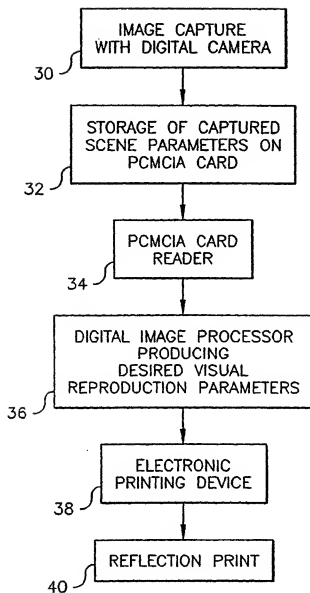 IMAGE CAPTURE
WITH DIGITAL CAMERA
30
STORAGE OF CAPTURED
SCENE PARAMETERS ON
PCMCIA CARD
32
PCMCIA CARD
READER
34
DIGITAL IMAGE PROCESSOR
PRODUCING
DESIRED VISUAL
REPRODUCTION PARAMETERS
36
ELECTRONIC
PRINTING DEVICE
38
REFLECTION PRINT
40